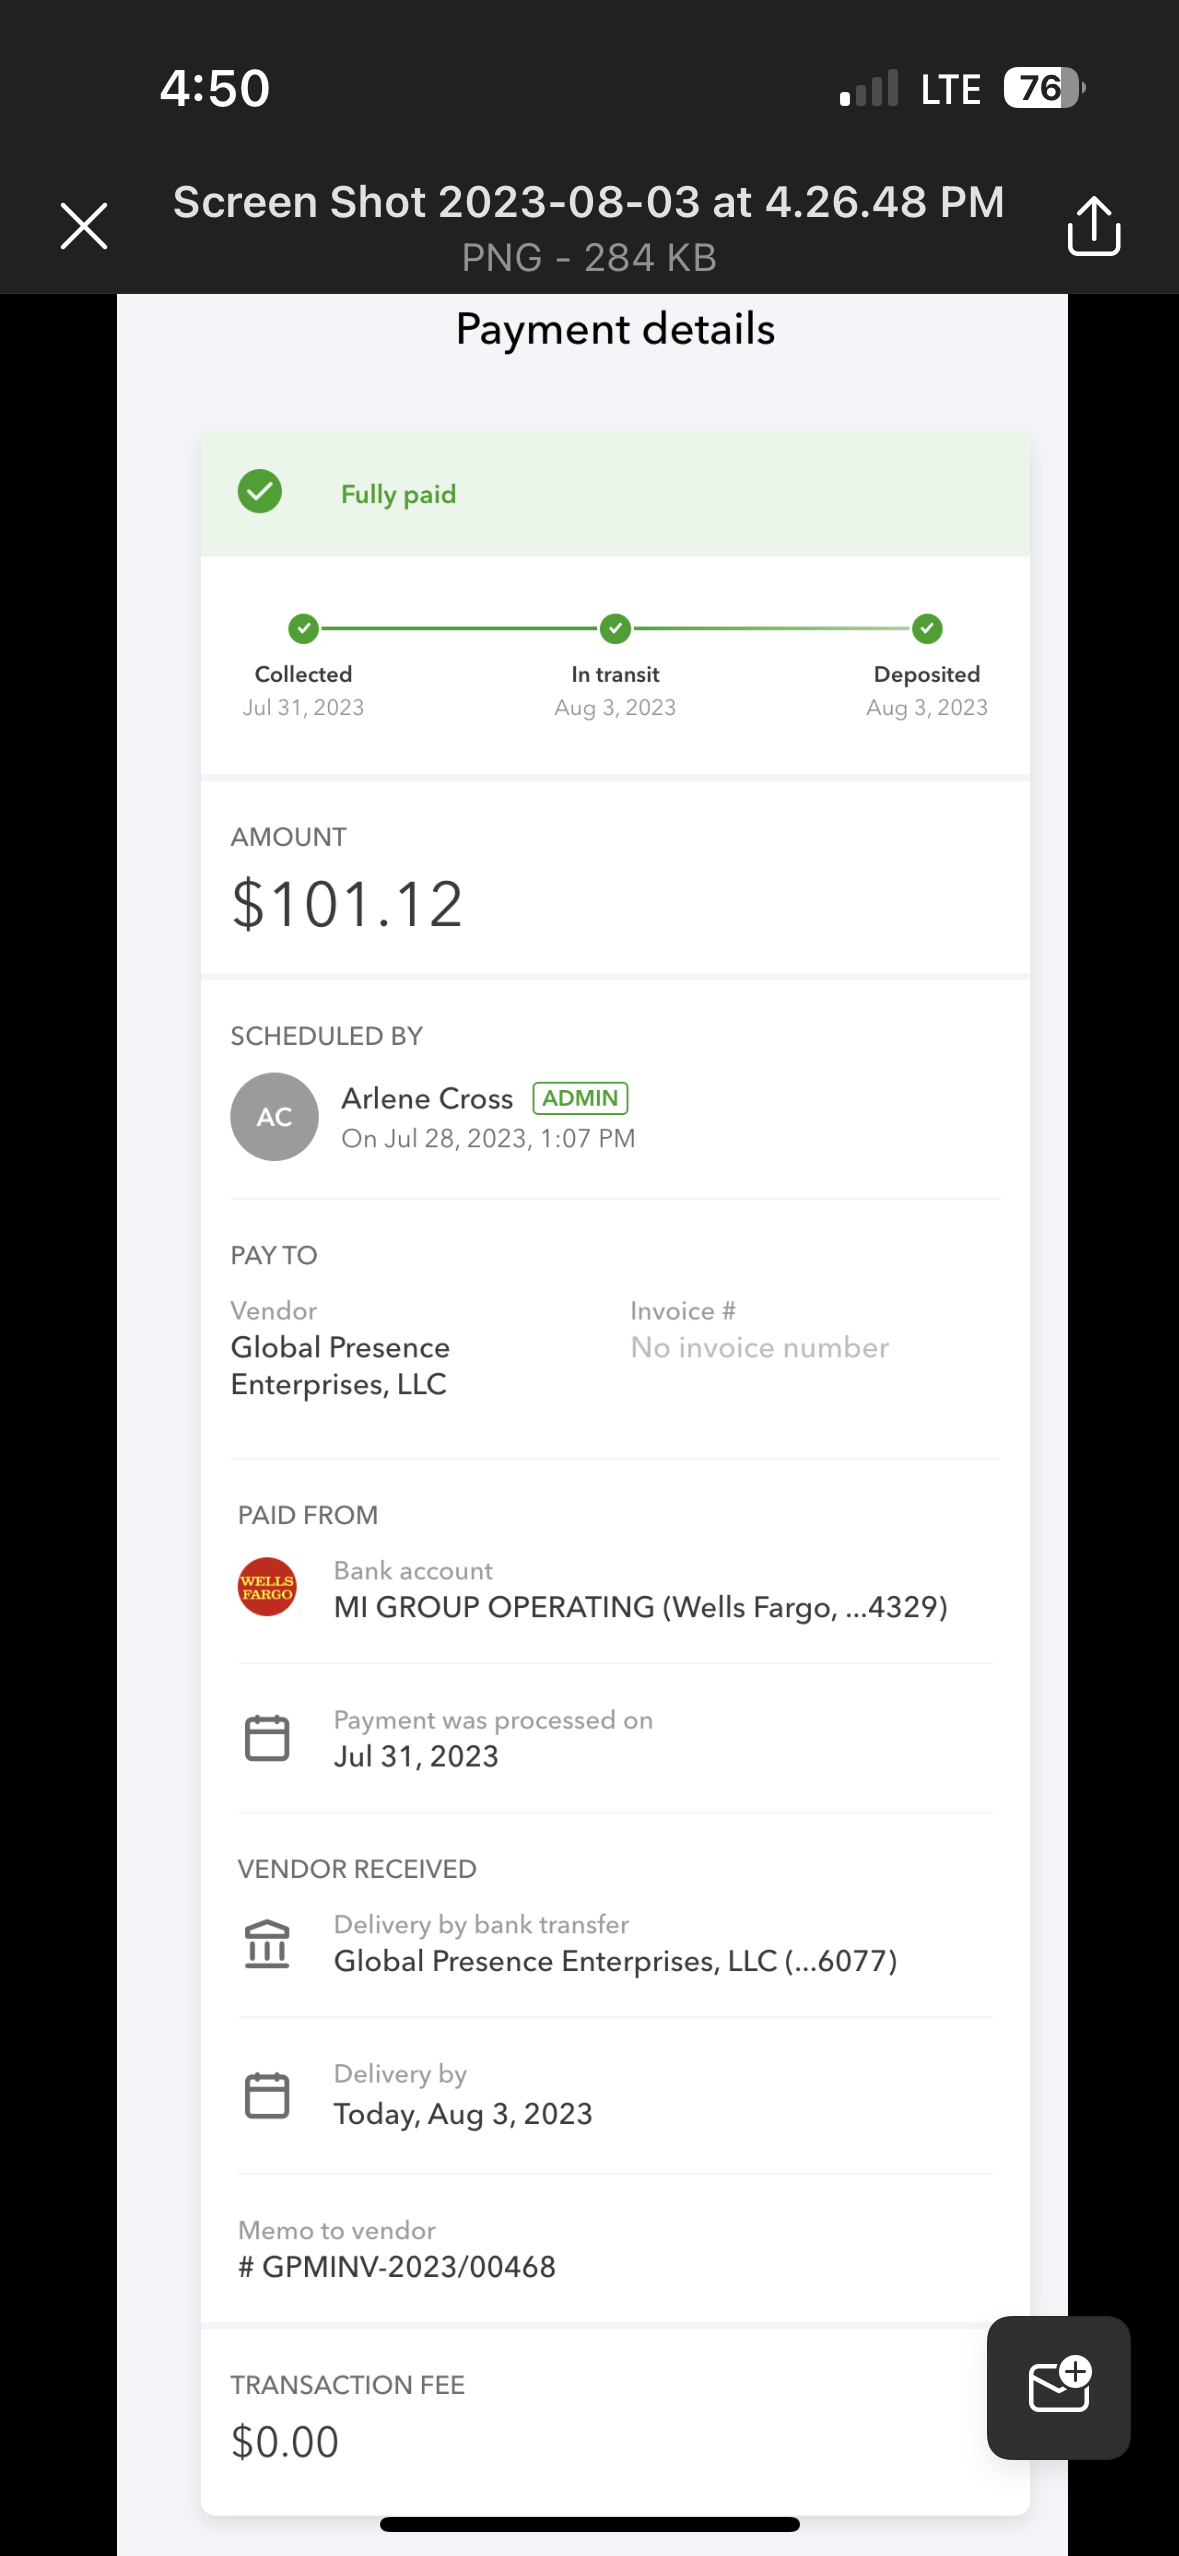 4:50
LTE 76
Screen Shot 2023-08-03 at 4.26.48 PM
PNG - 284 KB
Payment details
Fully paid
Collected In transit Deposited
Jul 31, 2023 Aug 3, 2023 Aug 3, 2023
AMOUNT
$101.12
SCHEDULED BY
AC
Arlene Cross ADMIN
On Jul 28, 2023, 1:07 PM
PAY TO
Vendor Invoice #
Global Presence No invoice number
Enterprises, LLC
PAID FROM
WELLS
FARGO
Bank account
MI GROUP OPERATING (Wells Fargo, ...4329)
Payment was processed on
Jul 31, 2023
VENDOR RECEIVED
Delivery by bank transfer
Global Presence Enterprises, LLC (...6077)
Delivery by
Today, Aug 3, 2023
Memo to vendor
# GPMINV-2023/00468
TRANSACTION FEE
$0.00